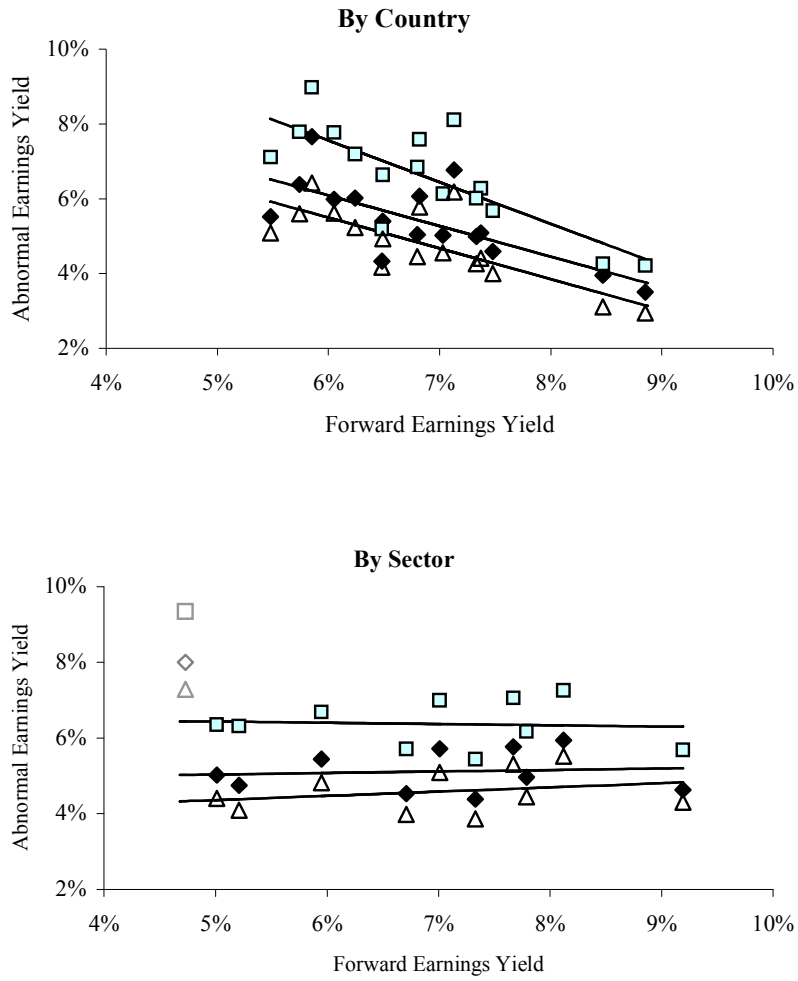 By Country
Abnormal Earnings Yield
10%
8%
6%
4%
2%
4% 5% 6% 7% 8% 9% 10%
Forward Earnings Yield
By Sector
Abnormal Earnings Yield
10%
8%
6%
4%
2%
4% 5% 6% 7% 8% 9% 10%
Forward Earnings Yield